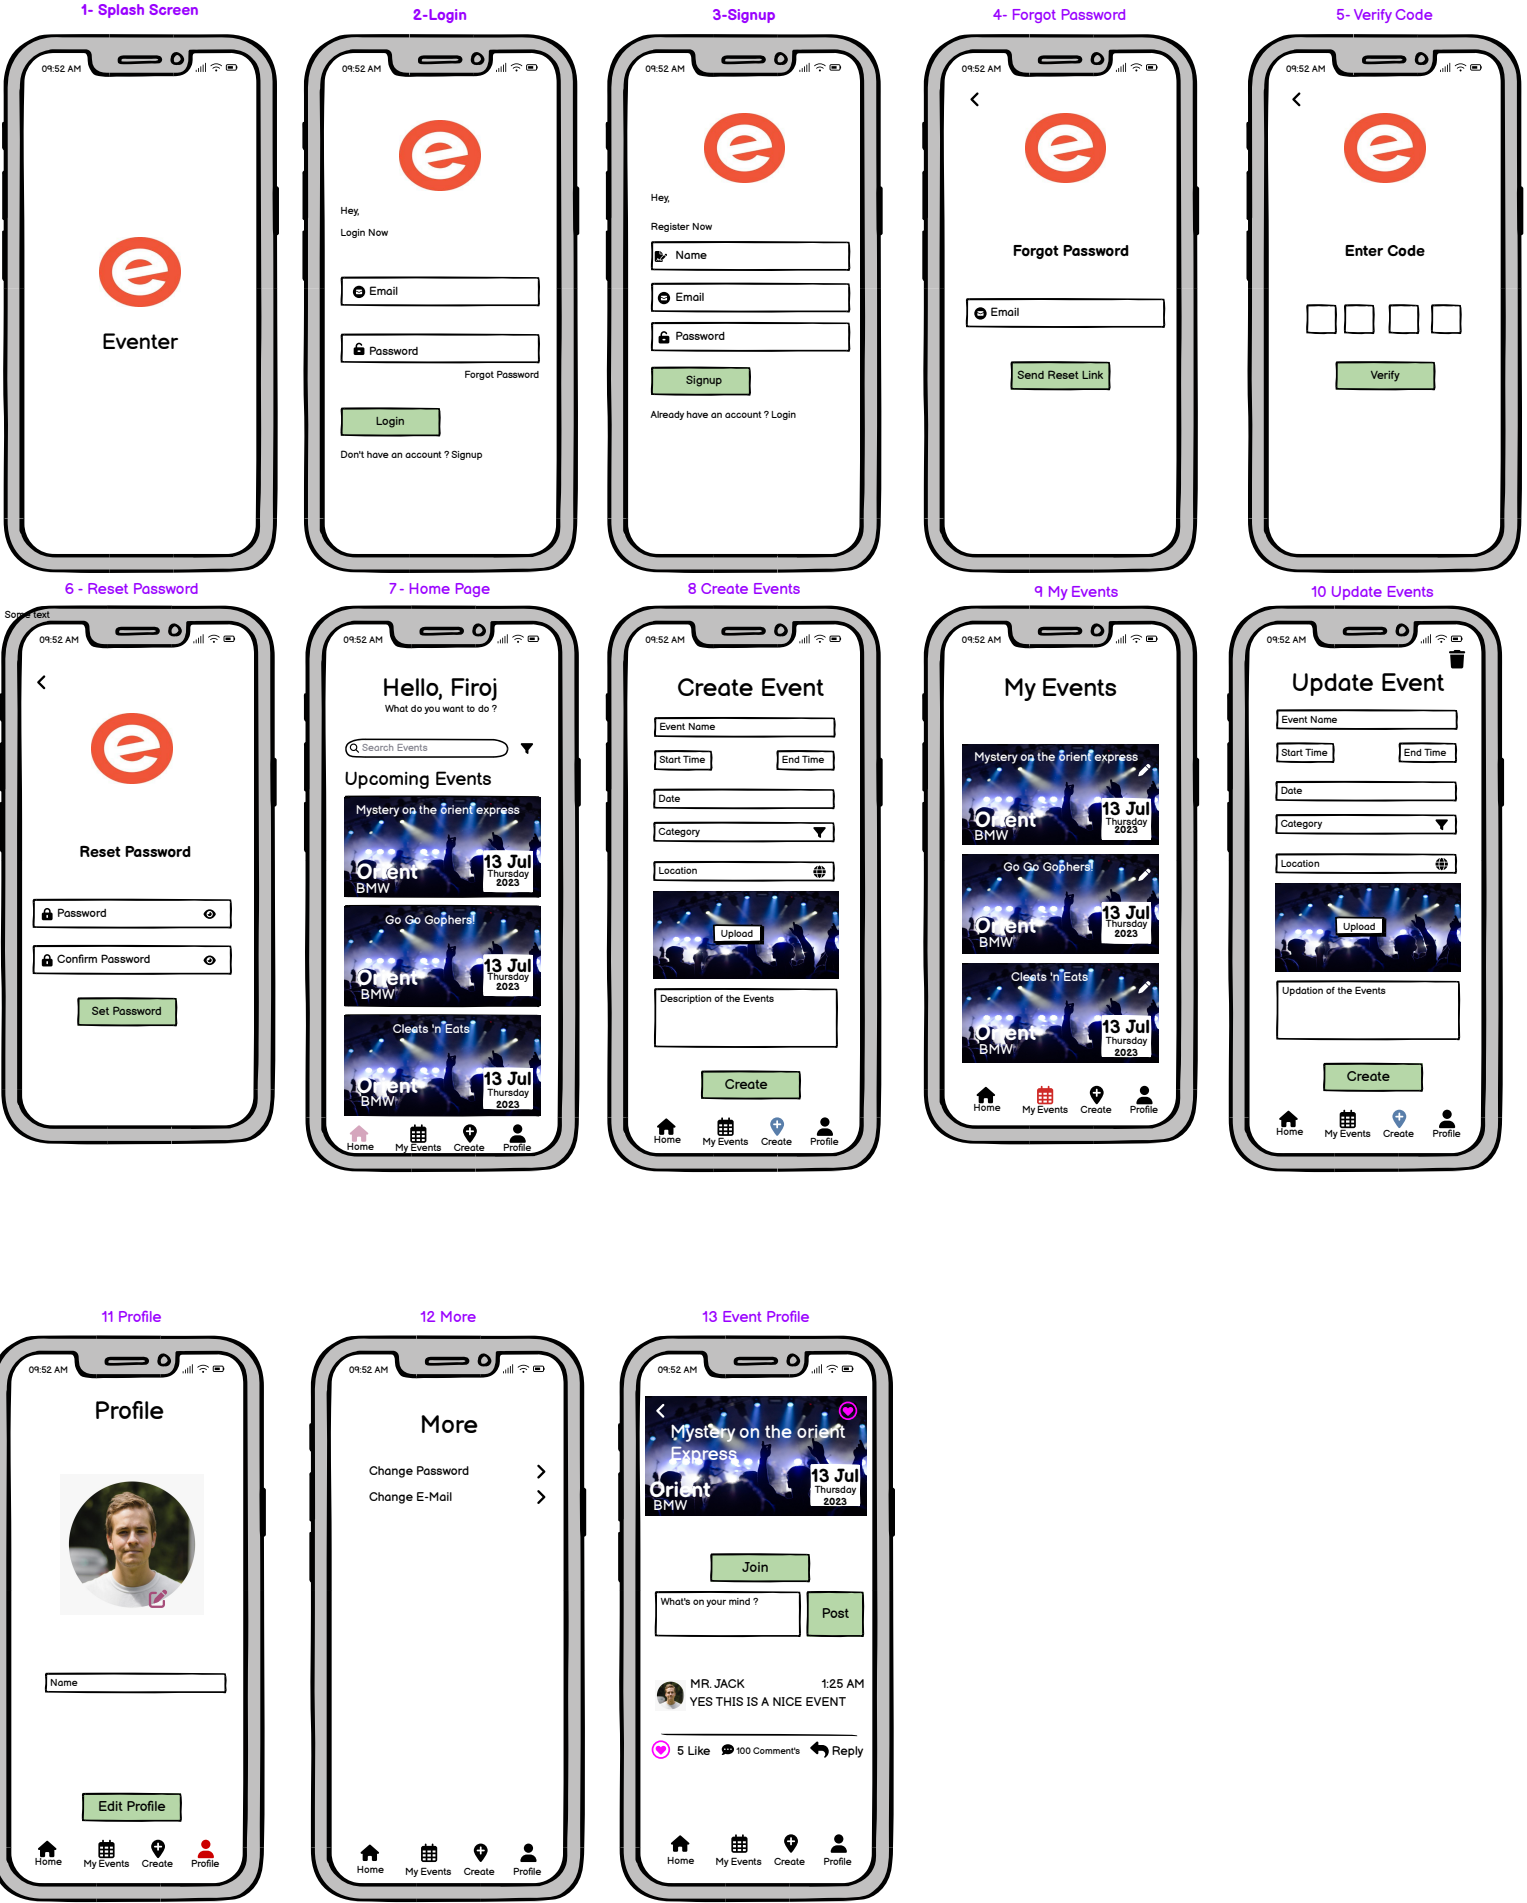 1- Splash Screen
09:52 AM
Eventer
2-Login
09:52 AM
Hey,
Login Now
Email
Password
Forgot Password
Login
Don't have an account ? Signup
3-Signup
09:52 AM
Hey,
Register Now
Name
Email
Password
Signup
Already have an account ? Login
4- Forgot Password
09:52 AM
Forgot Password
Email
Send Reset Link
5- Verify Code
09:52 AM
Enter Code
Verify
6 - Reset Password
Some text
09:52 AM
Reset Password
Password
Confirm Password
Set Password
7 - Home Page
09:52 AM
Hello, Firoj
What do you want to do ?
Search Events
Upcoming Events
Mystery on the orient express
Orient
BMW
13 Jul
Thursday
2023
Go Go Gophers!
Orient
BMW
13 Jul
Thursday
2023
Cleats 'n Eats
Orient
BMW
13 Jul
Thursday
2023
Home My Events Create Profile
8 Create Events
09:52 AM
Create Event
Event Name
Start Time End Time
Date
Category
Location
Upload
Description of the Events
Create
Home My Events Create Profile
9 My Events
09:52 AM
My Events
Mystery on the orient express
Orient
BMW
13 Jul
Thursday
2023
Go Go Gophers!
Orient
BMW
13 Jul
Thursday
2023
Cleats 'n Eats
Orient
BMW
13 Jul
Thursday
2023
Home My Events Create Profile
10 Update Events
09:52 AM
Update Event
Event Name
Start Time End Time
Date
Category
Location
Upload
Updation of the Events
Create
Home My Events Create Profile
11 Profile
09:52 AM
Profile
Name
Edit Profile
Home My Events Create Profile
12 More
09:52 AM
More
Change Password
Change E-Mail
Home My Events Create Profile
13 Event Profile
09:52 AM
Mystery on the orient
Express
Orient
BMW
13 Jul
Thursday
2023
Join
What's on your mind ?
Post
MR. JACK 1:25 AM
YES THIS IS A NICE EVENT
5 Like 100 Comment's Reply
Home My Events Create Profile